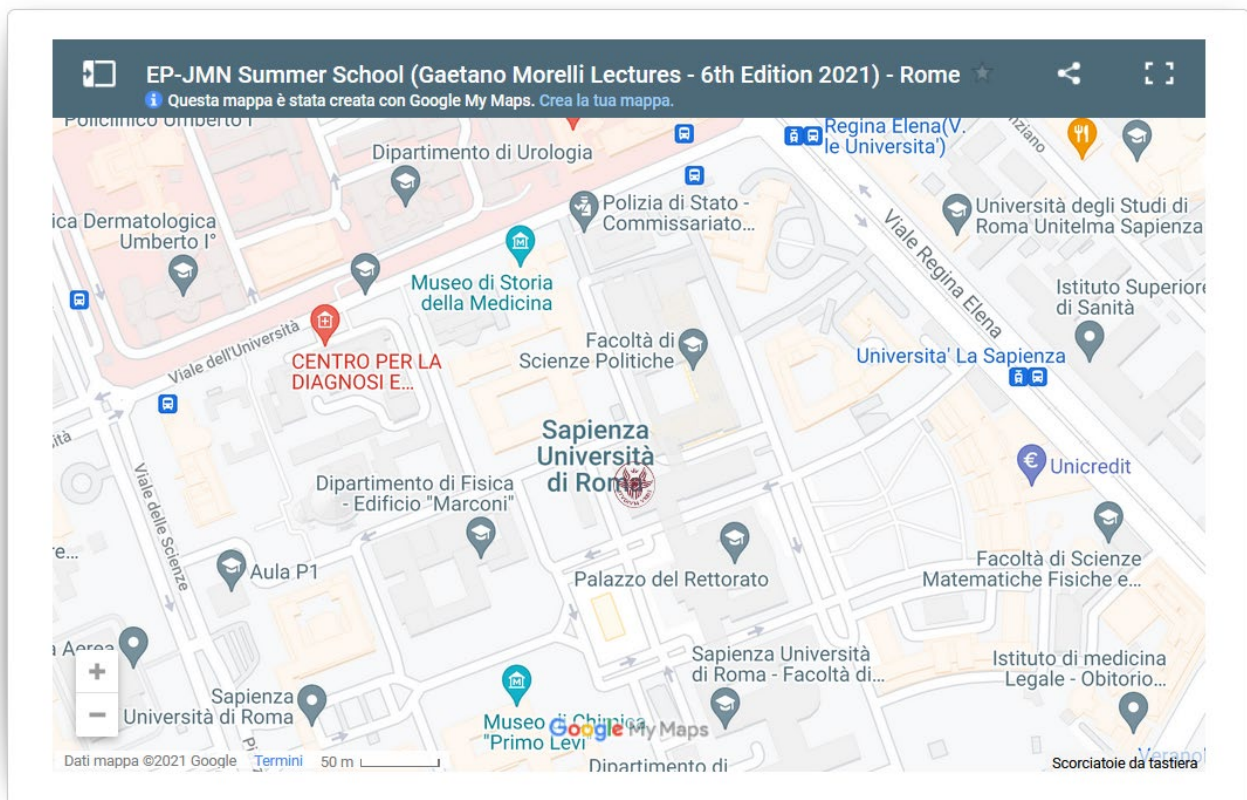 EP-JMN Summer School (Gaetano Morelli Lectures - 6th Edition 2021) - Rome
Questa mappa è stata creata con Google My Maps. Crea la tua mappa.
Policlinico Umberto I
Dipartimento di Urologia
Regina Elena(V.
le Universita')
Polizia di Stato -
Commissariato...
Università degli Studi di
Roma Unitelma Sapienza
ica Dermatologica
Umberto I°
Museo di Storia
della Medicina
Viale Regina Elena
Istituto Superiore
di Sanità
Viale dell'Università
CENTRO PER LA
DIAGNOSI E...
Facoltà di
Scienze Politiche
Universita' La Sapienza
Sapienza
Università
di Roma
Unicredit
Viale delle Scienze
Dipartimento di Fisica
- Edificio "Marconi"
Aula P1
Palazzo del Rettorato
Facoltà di Scienze
Matematiche Fisiche e...
Sapienza Università
di Roma - Facoltà di...
Istituto di medicina
Legale - Obitorio...
+
−
Sapienza
Università di Roma
Museo di Chimica
"Primo Levi
Google My Maps
Dati mappa ©2021 Google Termini 50 m
Dipartimento di
Scorciatoie da tastiera